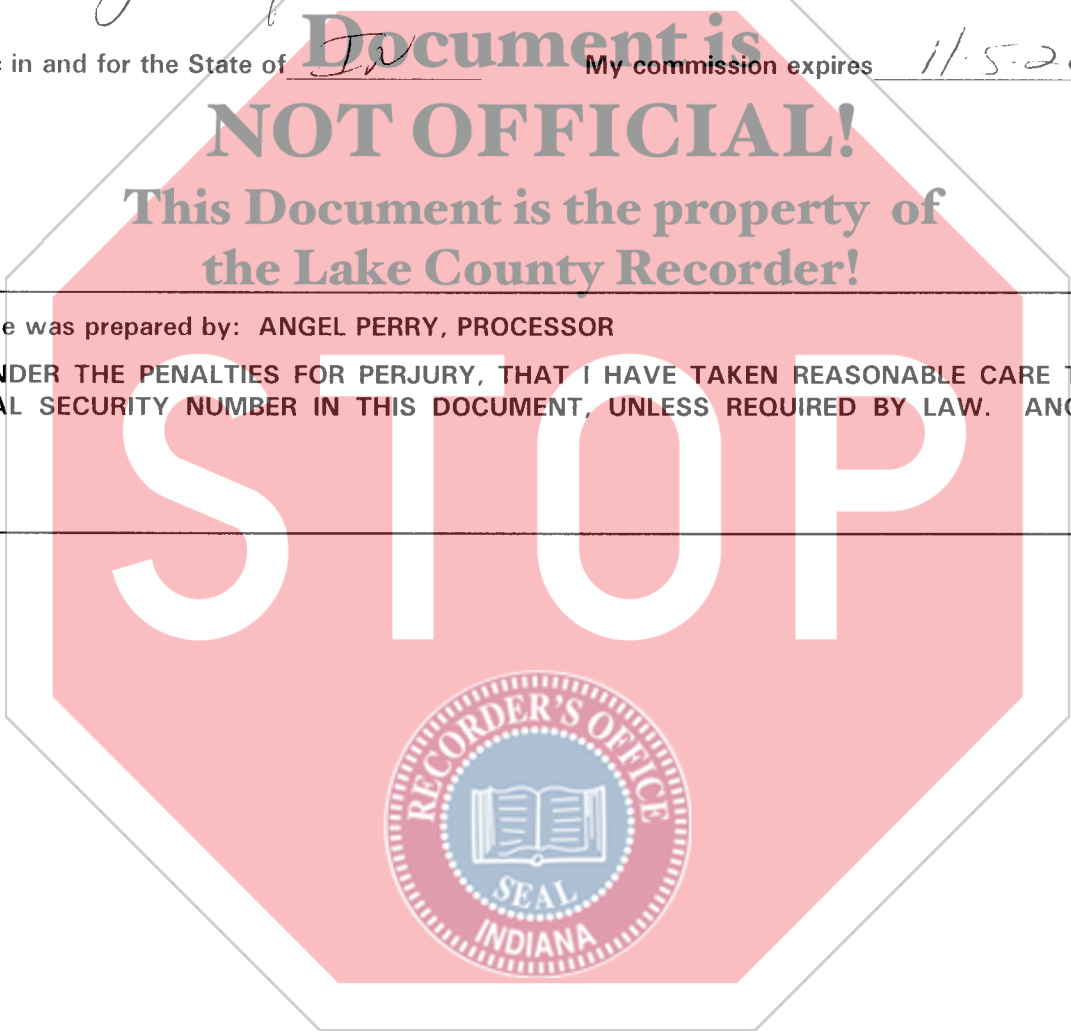 Document is
c in and for the State of IN My commission expires 11-5-20
NOT OFFICIAL!
This Document is the property of
the Lake County Recorder!
e was prepared by: ANGEL PERRY, PROCESSOR
NDER THE PENALTIES FOR PERJURY, THAT I HAVE TAKEN REASONABLE CARE T
AL SECURITY NUMBER IN THIS DOCUMENT, UNLESS REQUIRED BY LAW. ANG
STOP
RECORDER'S OFFICE
SEAL
INDIANA